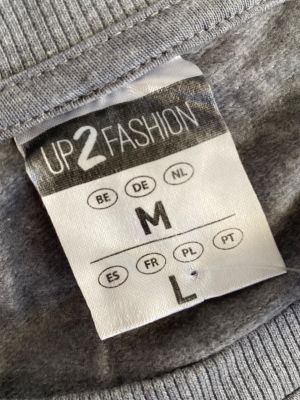 UP2FASHION
BE DE NL
M
ES FR PL PT
L